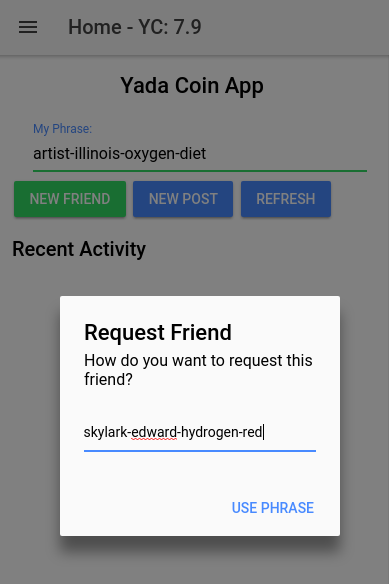 Home - YC: 7.9
Yada Coin App
My Phrase:
artist-illinois-oxygen-diet
NEW FRIEND NEW POST REFRESH
Recent Activity
Request Friend
How do you want to request this
friend?
skylark-edward-hydrogen-red
USE PHRASE